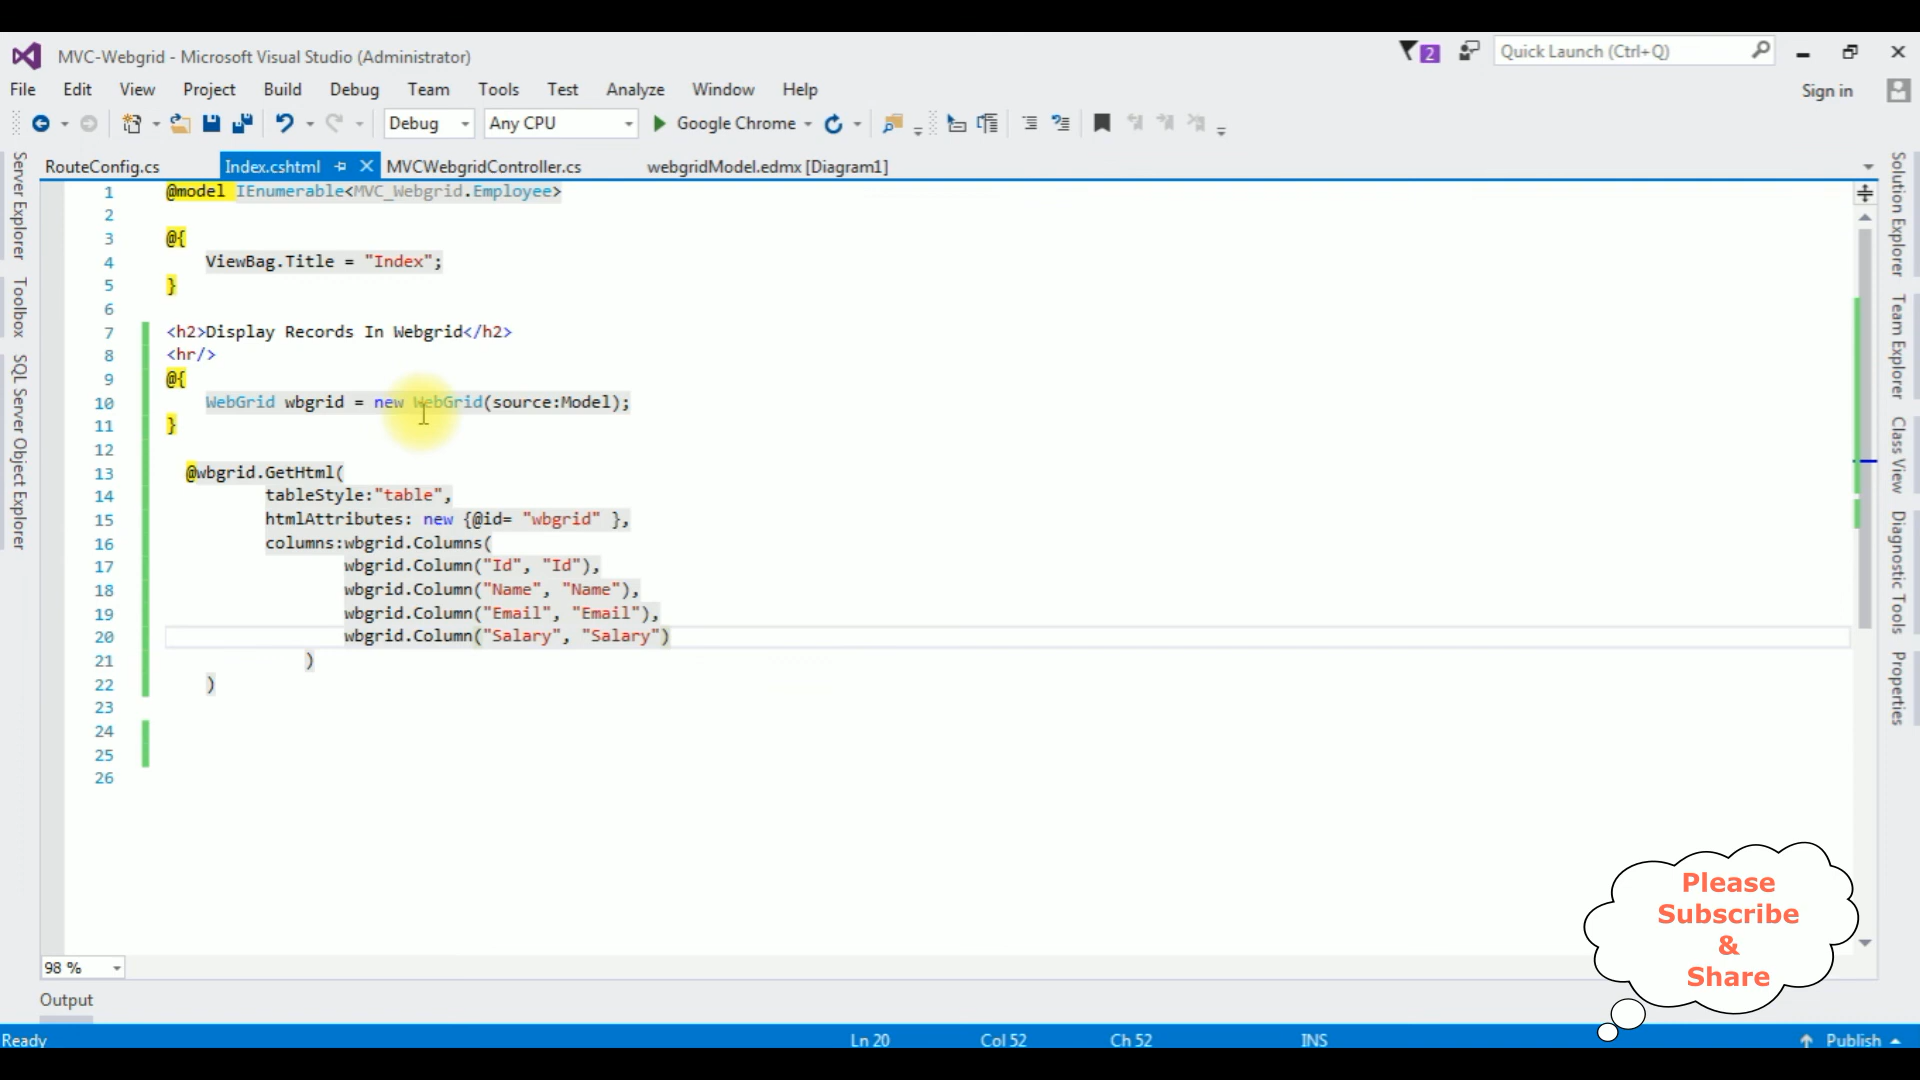 MVC-Webgrid - Microsoft Visual Studio (Administrator)
2
Quick Launch (Ctrl+Q)
File Edit View Project Build Debug Team Tools Test Analyze Window Help
Sign in
Debug
Any CPU
Google Chrome
RouteConfig.cs
Index.cshtml
MVCWebgridController.cs
webgridModel.edmx [Diagram1]
Server Explorer
Toolbox
SQL Server Object Explorer
1 @model IEnumerable<MVC_Webgrid.Employee>
2
3 @{
4 ViewBag.Title = "Index";
5 }
6
7 <h2>Display Records In Webgrid</h2>
8 <hr/>
9 @{
10 WebGrid wbgrid = new WebGrid(source:Model);
11 }
12
13 @wbgrid.GetHtml(
14 tableStyle:"table",
15 htmlAttributes: new {@id= "wbgrid" },
16 columns:wbgrid.Columns(
17 wbgrid.Column("Id", "Id"),
18 wbgrid.Column("Name", "Name"),
19 wbgrid.Column("Email", "Email"),
20 wbgrid.Column("Salary", "Salary")
21 )
22 )
23
24
25
26
Solution Explorer
Team Explorer
Class View
Diagnostic Tools
Properties
Please
Subscribe
&
Share
98 %
Output
Ready
Ln 20
Col 52
Ch 52
INS
Publish